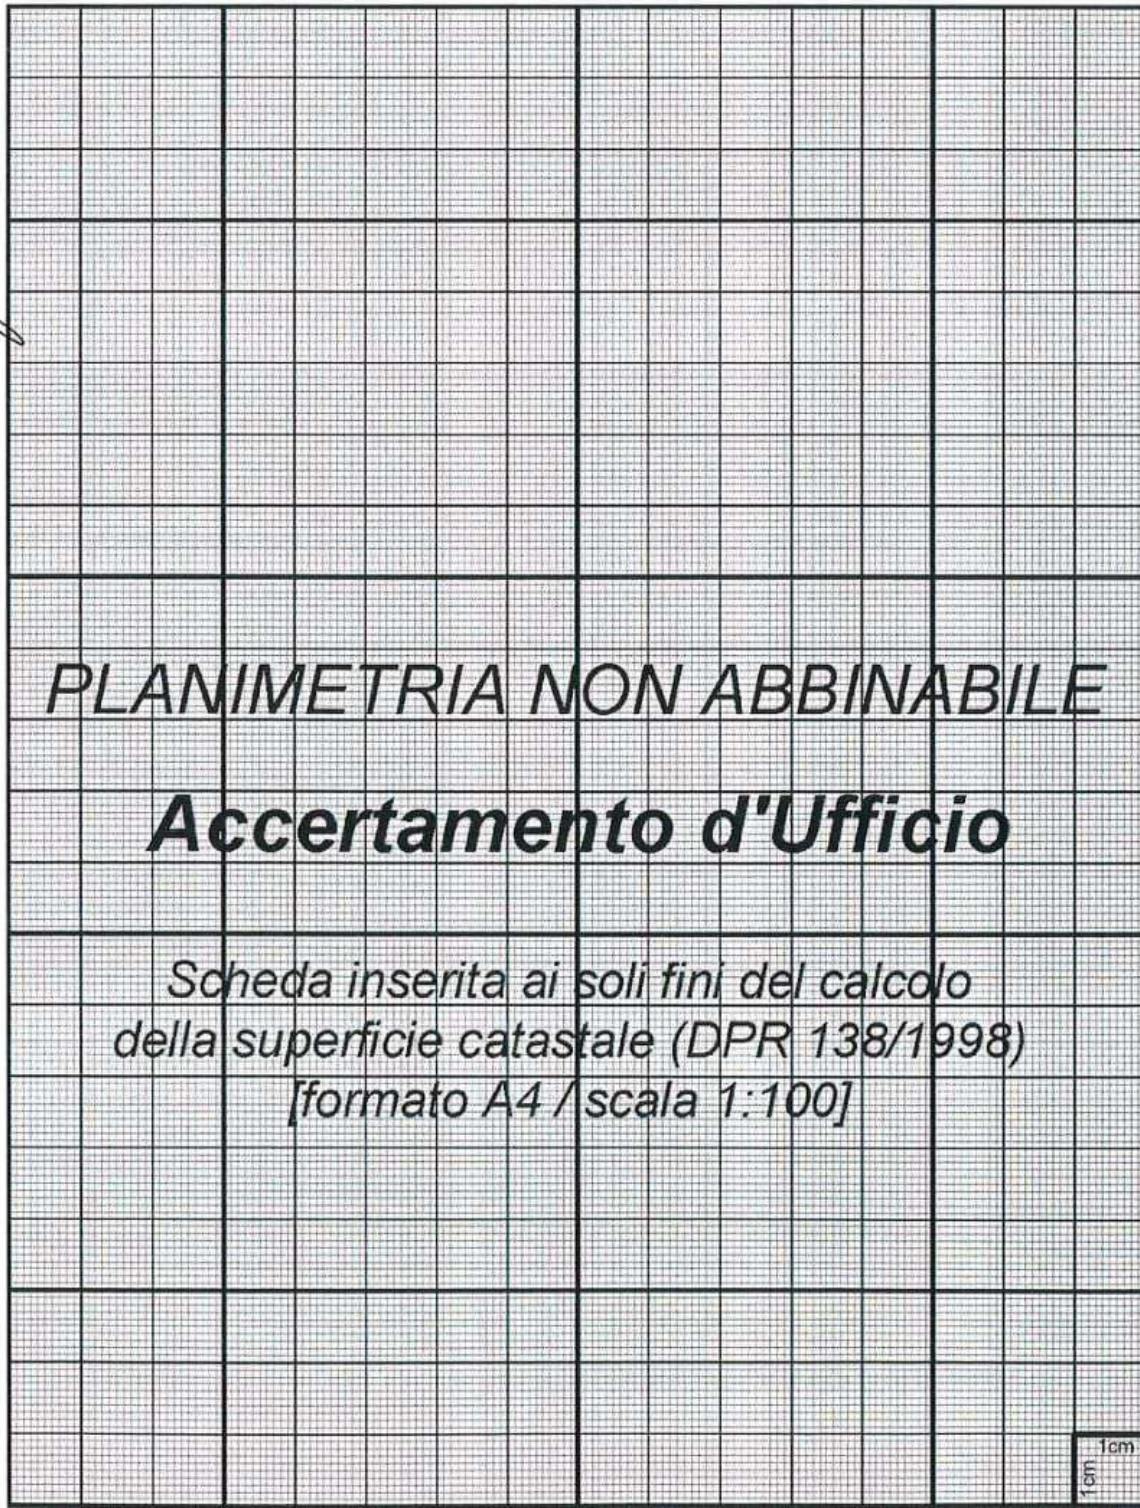 PLANIMETRIA NON ABBINABILE
Accertamento d'Ufficio
Scheda inserita ai soli fini del calcolo
della superficie catastale (DPR 138/1998)
[formato A4 / scala 1:100]
1cm
1cm